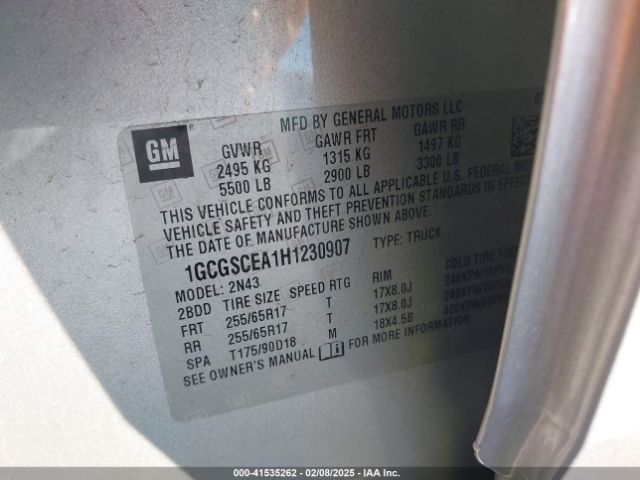 MFD BY GENERAL MOTORS LLC
GM
GVWR GAWR FRT GAWR RR
2495 KG 1315 KG 1497 KG
5500 LB 2900 LB 3300 LB
THIS VEHICLE CONFORMS TO ALL APPLICABLE U.S. FEDERAL
VEHICLE SAFETY AND THEFT PREVENTION STANDARDS IN EFFECT
THE DATE OF MANUFACTURE SHOWN ABOVE.
1GCGSCEA1H1230907 TYPE: TRUCK
MODEL: 2N43
2BDD TIRE SIZE SPEED RTG RIM COLD TIRE
FRT 255/65R17 T 17X8.0J
RR 255/65R17 T 17X8.0J
SPA T175/90D18 M 18X4.5B
SEE OWNER'S MANUAL FOR MORE INFORMATION
000-41535262 - 02/08/2025 - IAA Inc.